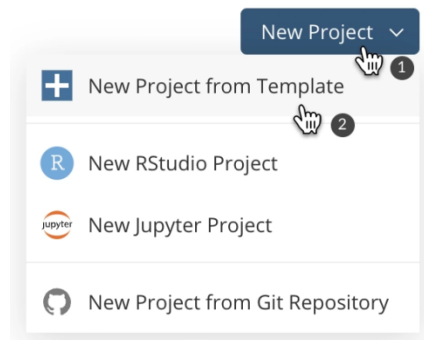 New Project
1
New Project from Template
2
R
New RStudio Project
jupyter
New Jupyter Project
New Project from Git Repository